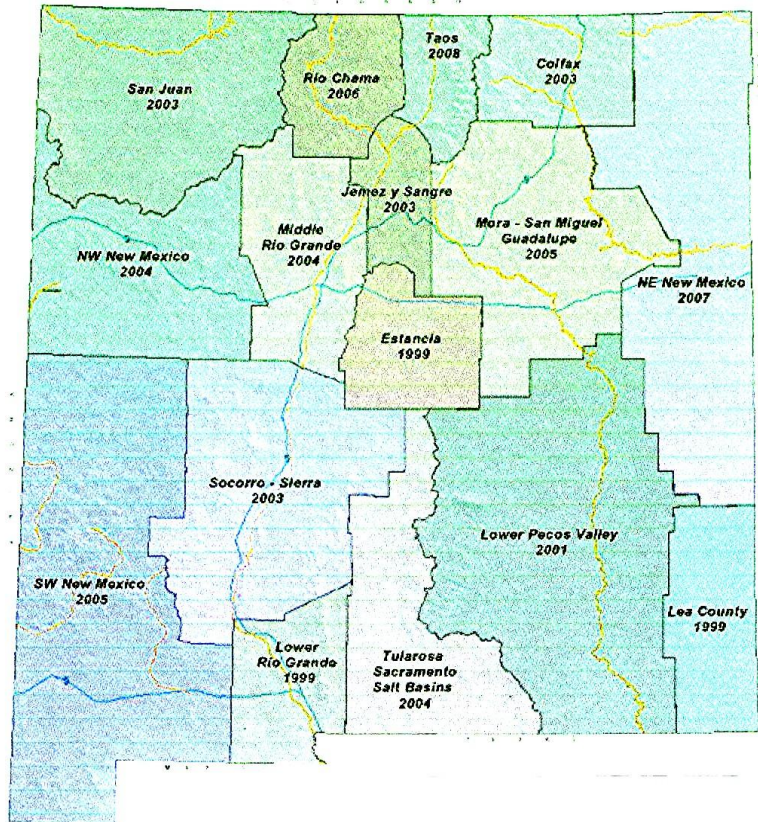 Taos
2008
Colfax
2003
Rio Chama
2006
San Juan
2003
Jemez y Sangre
2003
Mora - San Miguel
Guadalupe
2005
Middle
Rio Grande
2004
NW New Mexico
2004
NE New Mexico
2007
Estancia
1999
Socorro - Sierra
2003
Lower Pecos Valley
2001
SW New Mexico
2005
Lea County
1999
Lower
Rio Grande
1999
Tularosa
Sacramento
Salt Basins
2004